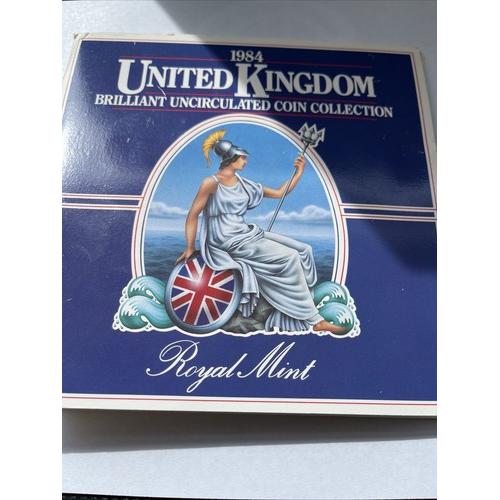 1984
UNITED KINGDOM
BRILLIANT UNCIRCULATED COIN COLLECTION
Royal Mint